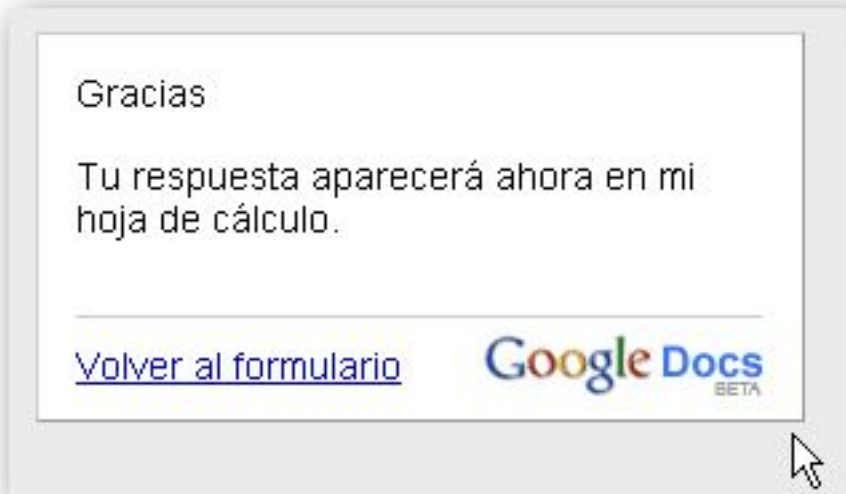 Gracias
Tu respuesta aparecerá ahora en mi
hoja de cálculo.
Volver al formulario
Google Docs
BETA